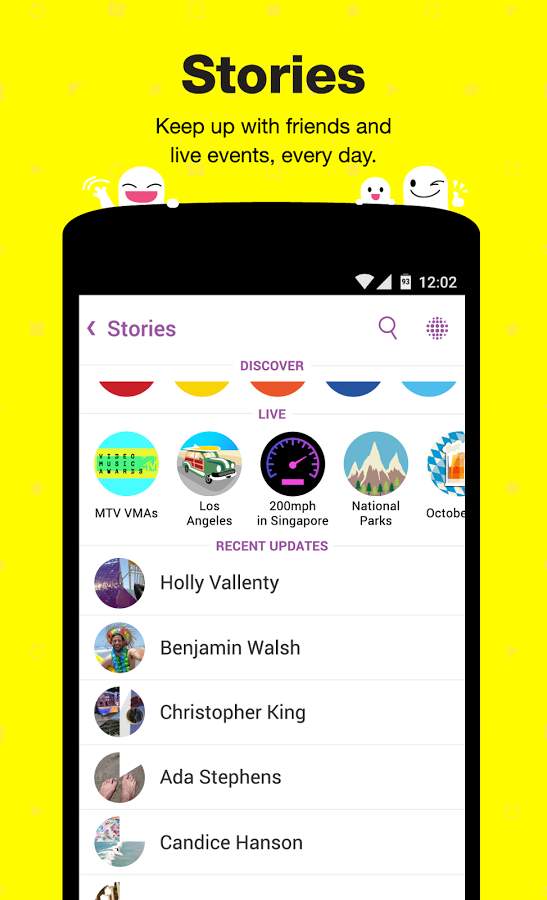 Stories
Keep up with friends and
live events, every day.
93 12:02
Stories
DISCOVER
LIVE
VIDEO
MUSIC
AWARDS
MTV
MTV VMAs
Los
Angeles
200mph
in Singapore
National
Parks
Octobe
RECENT UPDATES
Holly Vallenty
Benjamin Walsh
Christopher King
Ada Stephens
Candice Hanson